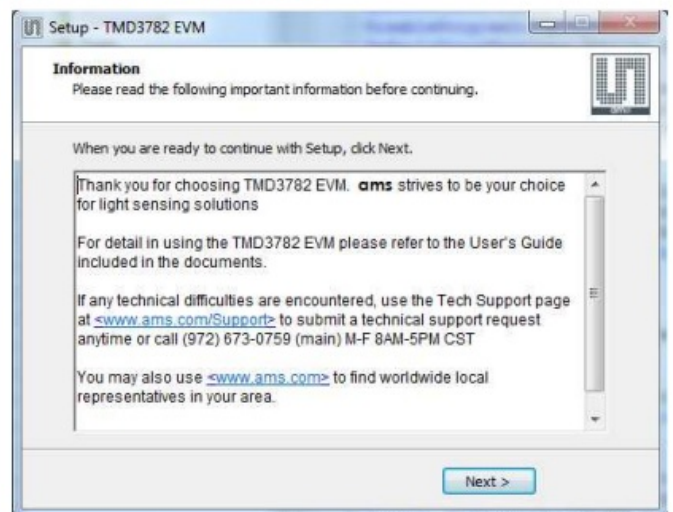 Setup - TMD3782 EVM
Information
Please read the following important information before continuing.
When you are ready to continue with Setup, click Next.
Thank you for choosing TMD3782 EVM. ams strives to be your choice
for light sensing solutions
For detail in using the TMD3782 EVM please refer to the User's Guide
included in the documents.
If any technical difficulties are encountered, use the Tech Support page
at <www.ams.com/Support> to submit a technical support request
anytime or call (972) 673-0759 (main) M-F 8AM-5PM CST
You may also use <www.ams.com> to find worldwide local
representatives in your area.
Next >